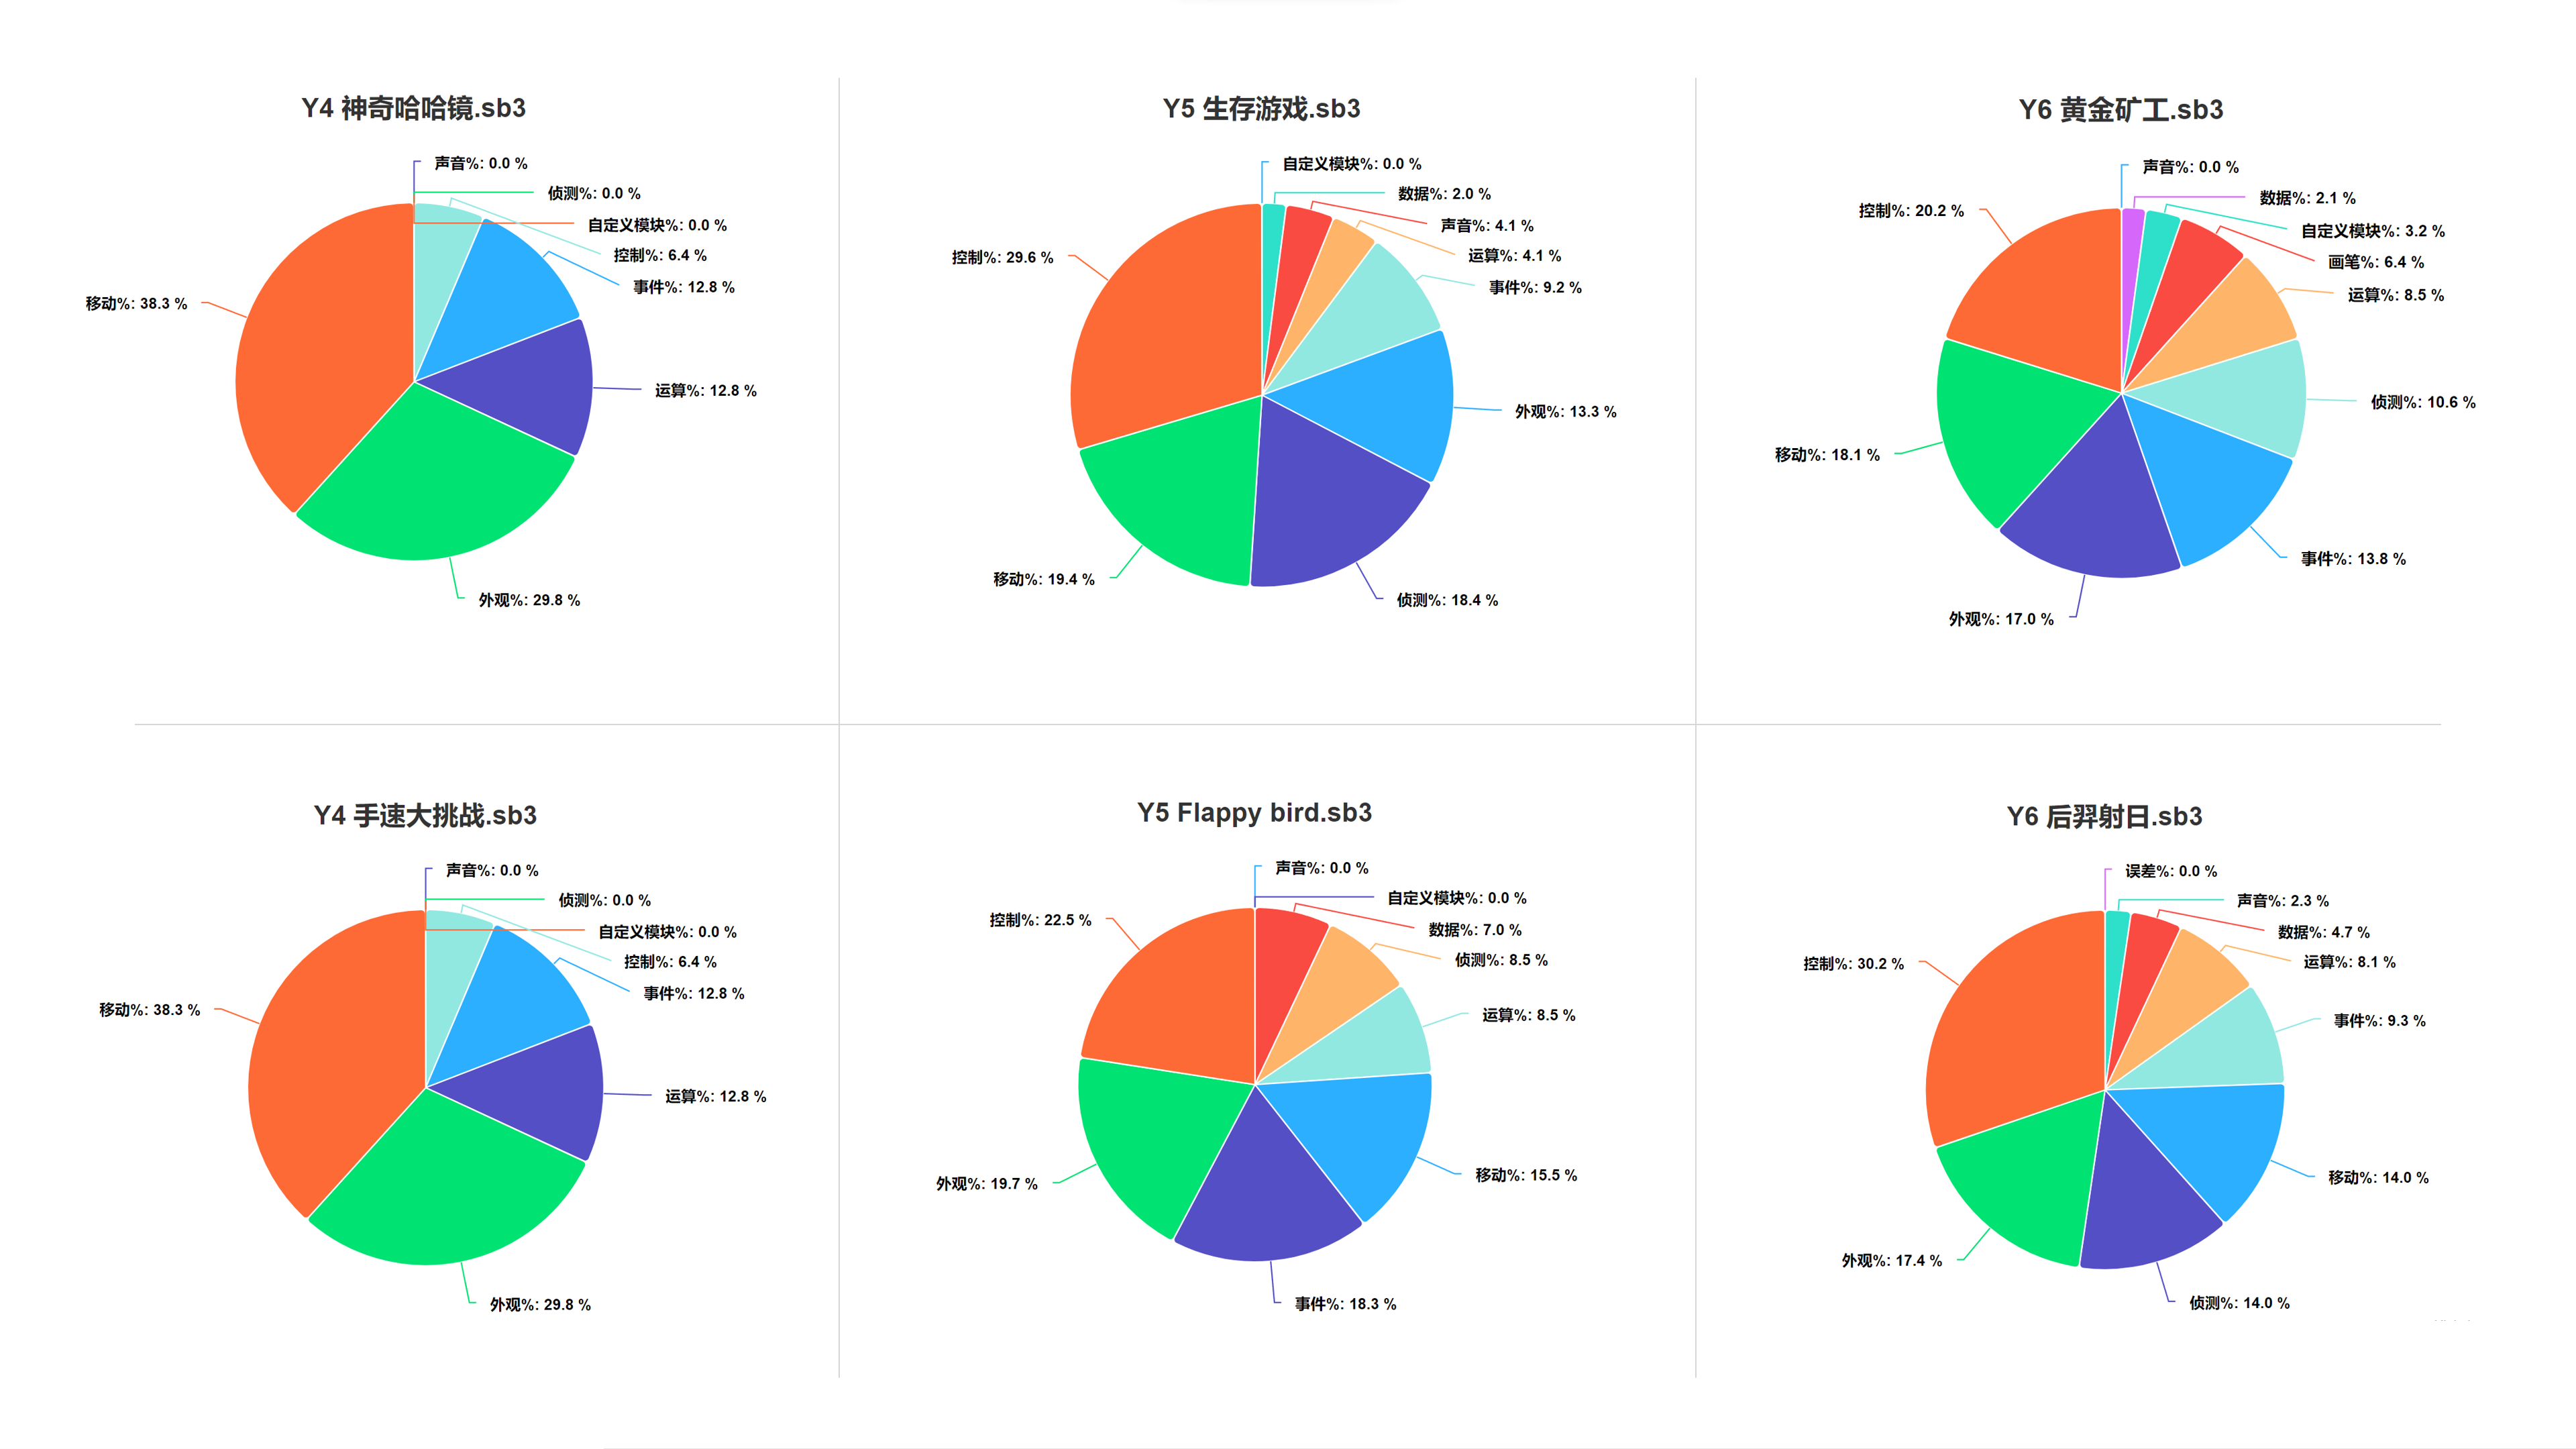 Y4 神奇哈哈镜.sb3
声音%: 0.0 %
侦测%: 0.0 %
自定义模块%: 0.0 %
控制%: 6.4 %
事件%: 12.8 %
移动%: 38.3 %
运算%: 12.8 %
外观%: 29.8 %
Y5 生存游戏.sb3
自定义模块%: 0.0 %
数据%: 2.0 %
声音%: 4.1 %
运算%: 4.1 %
控制%: 29.6 %
事件%: 9.2 %
外观%: 13.3 %
移动%: 19.4 %
侦测%: 18.4 %
Y6 黄金矿工.sb3
声音%: 0.0 %
数据%: 2.1 %
控制%: 20.2 %
自定义模块%: 3.2 %
画笔%: 6.4 %
运算%: 8.5 %
侦测%: 10.6 %
移动%: 18.1 %
事件%: 13.8 %
外观%: 17.0 %
Y4 手速大挑战.sb3
声音%: 0.0 %
侦测%: 0.0 %
自定义模块%: 0.0 %
控制%: 6.4 %
事件%: 12.8 %
移动%: 38.3 %
运算%: 12.8 %
外观%: 29.8 %
Y5 Flappy bird.sb3
声音%: 0.0 %
自定义模块%: 0.0 %
控制%: 22.5 %
数据%: 7.0 %
侦测%: 8.5 %
运算%: 8.5 %
移动%: 15.5 %
外观%: 19.7 %
事件%: 18.3 %
Y6 后羿射日.sb3
误差%: 0.0 %
声音%: 2.3 %
数据%: 4.7 %
运算%: 8.1 %
控制%: 30.2 %
事件%: 9.3 %
移动%: 14.0 %
外观%: 17.4 %
侦测%: 14.0 %